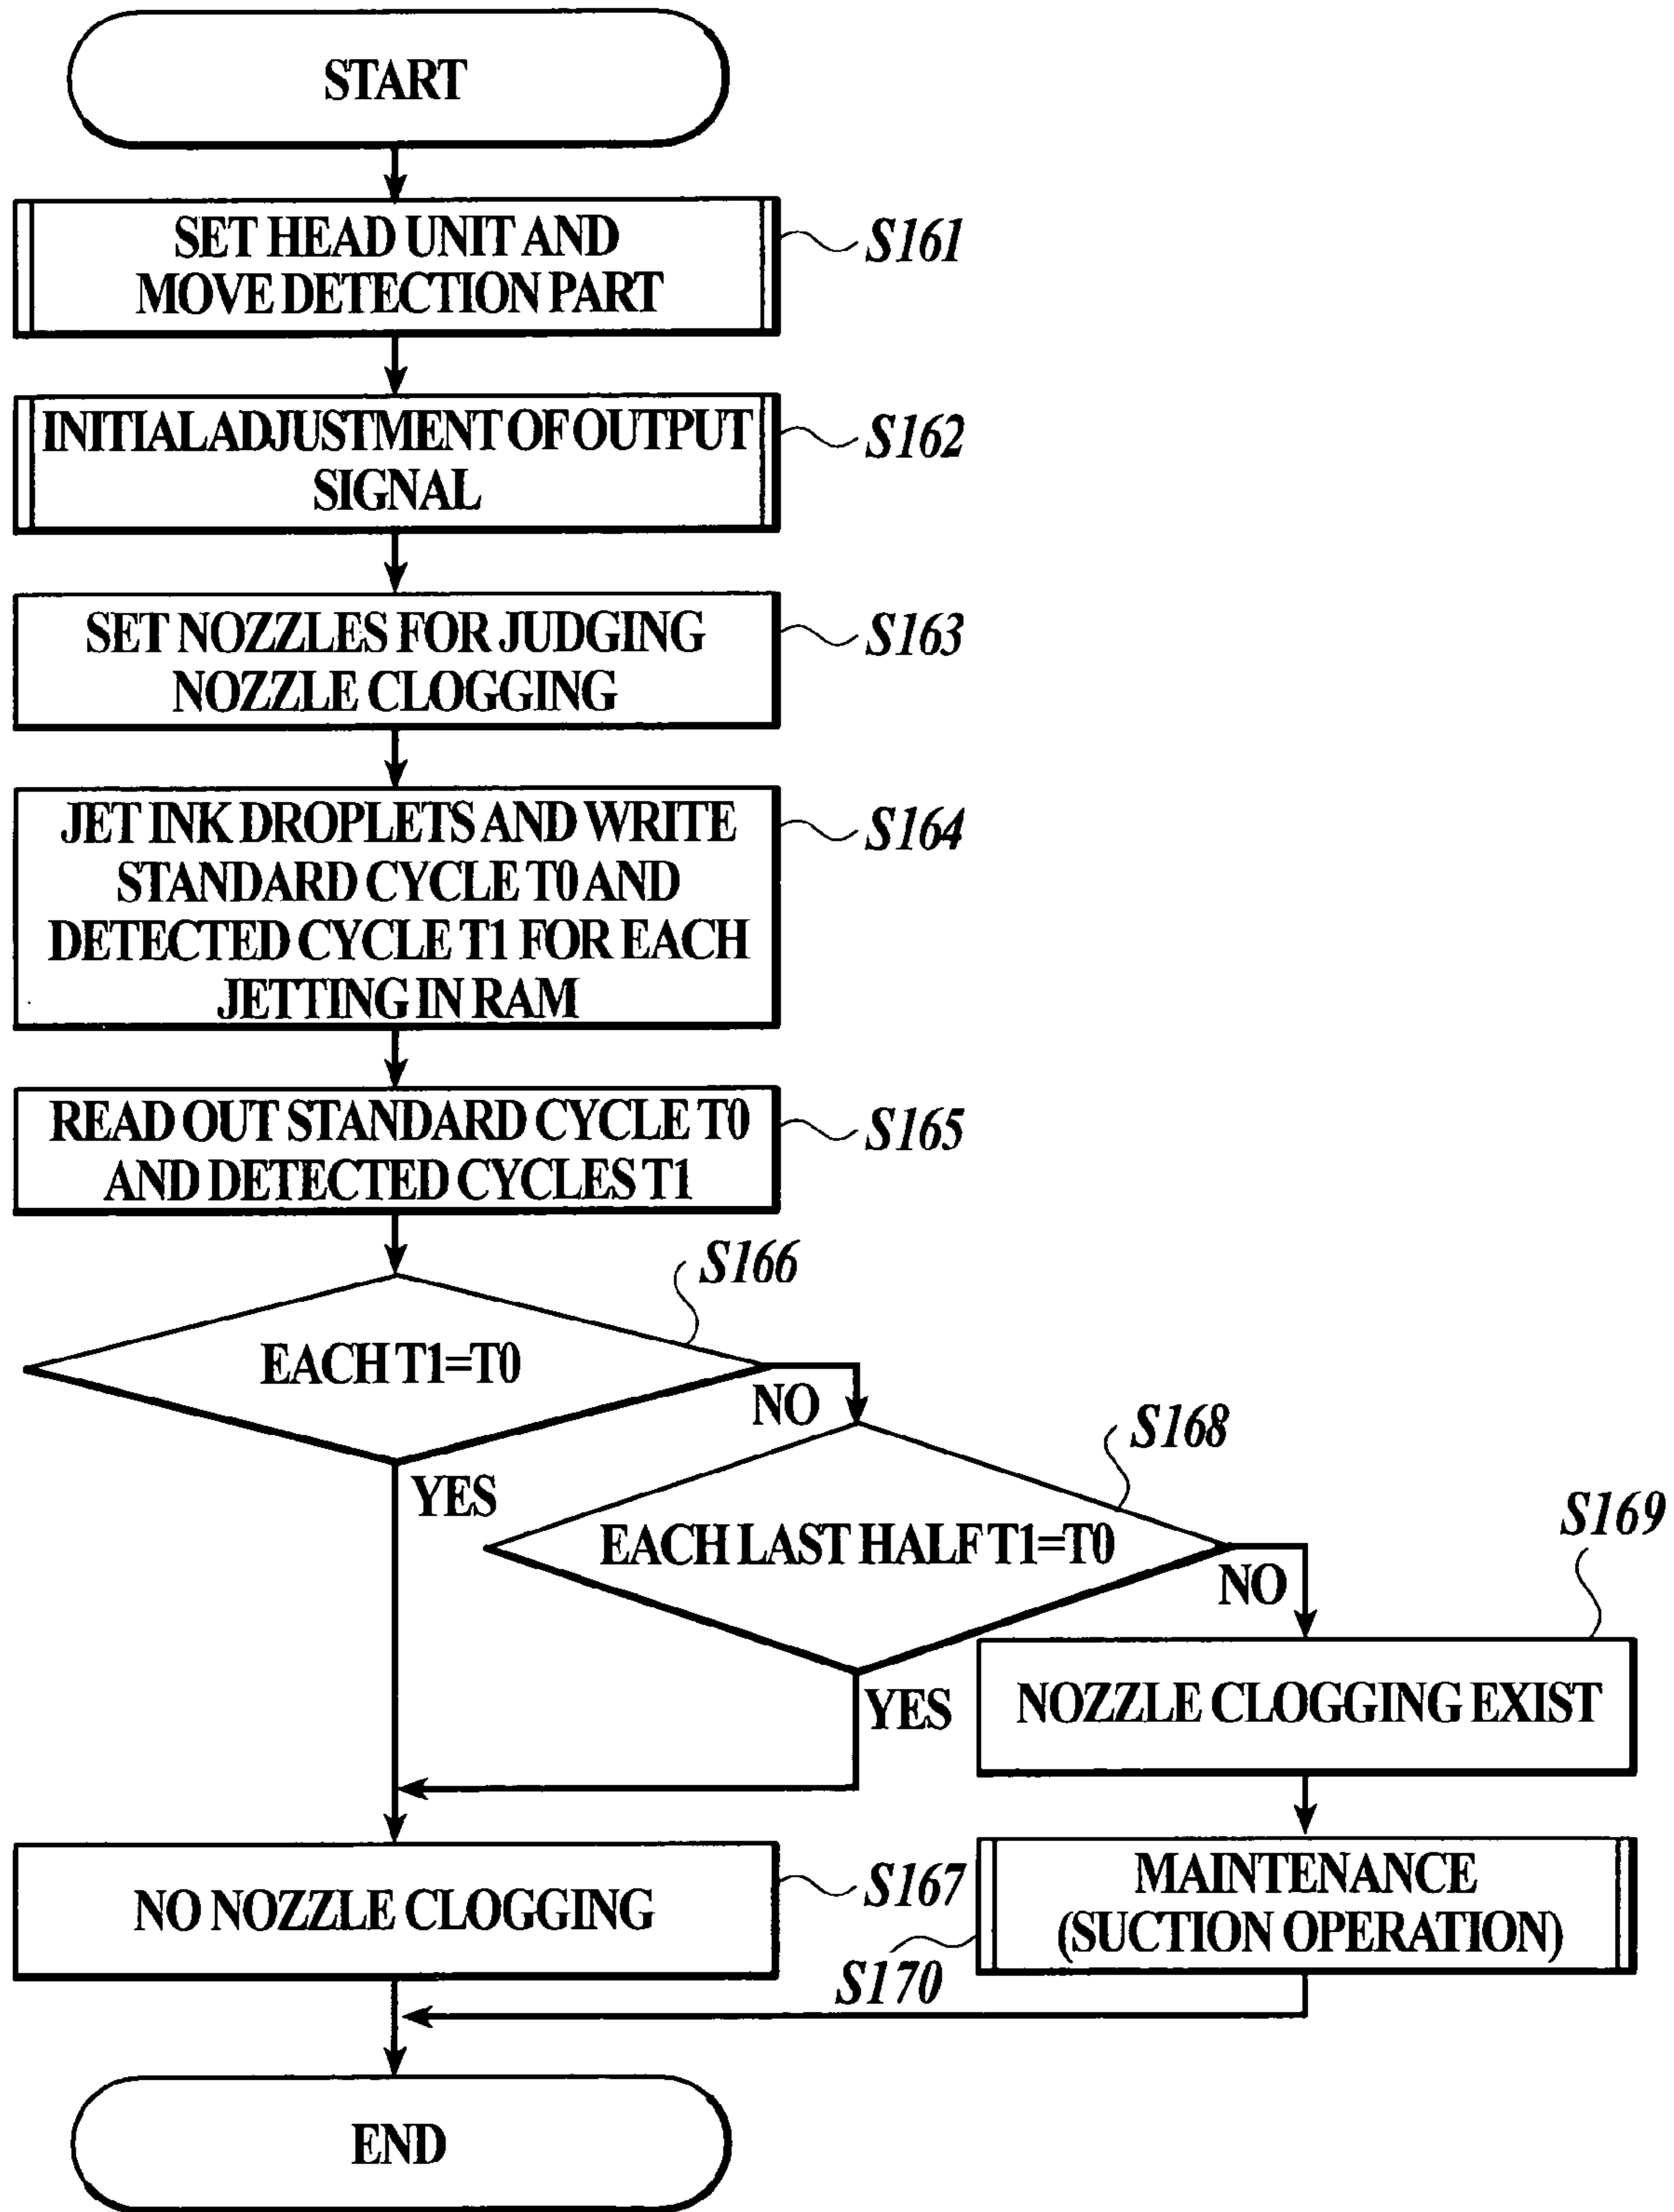 START
SET HEAD UNIT AND
MOVE DETECTION PART
S161
INITIAL ADJUSTMENT OF OUTPUT
SIGNAL
S162
SET NOZZLES FOR JUDGING
NOZZLE CLOGGING
S163
JET INK DROPLETS AND WRITE
STANDARD CYCLE T0 AND
DETECTED CYCLE T1 FOR EACH
JETTING IN RAM
S164
READ OUT STANDARD CYCLE T0
AND DETECTED CYCLES T1
S165
S166
EACH T1=T0
NO
YES
S168
EACH LAST HALF T1=T0
NO
YES
S169
NOZZLE CLOGGING EXIST
NO NOZZLE CLOGGING
S167
MAINTENANCE
(SUCTION OPERATION)
S170
END